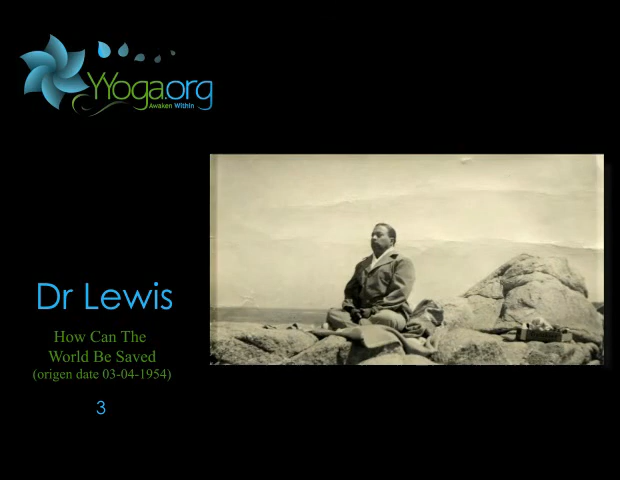 YYoga.org
Awaken Within
Dr Lewis
How Can The
World Be Saved
(origen date 03-04-1954)
3